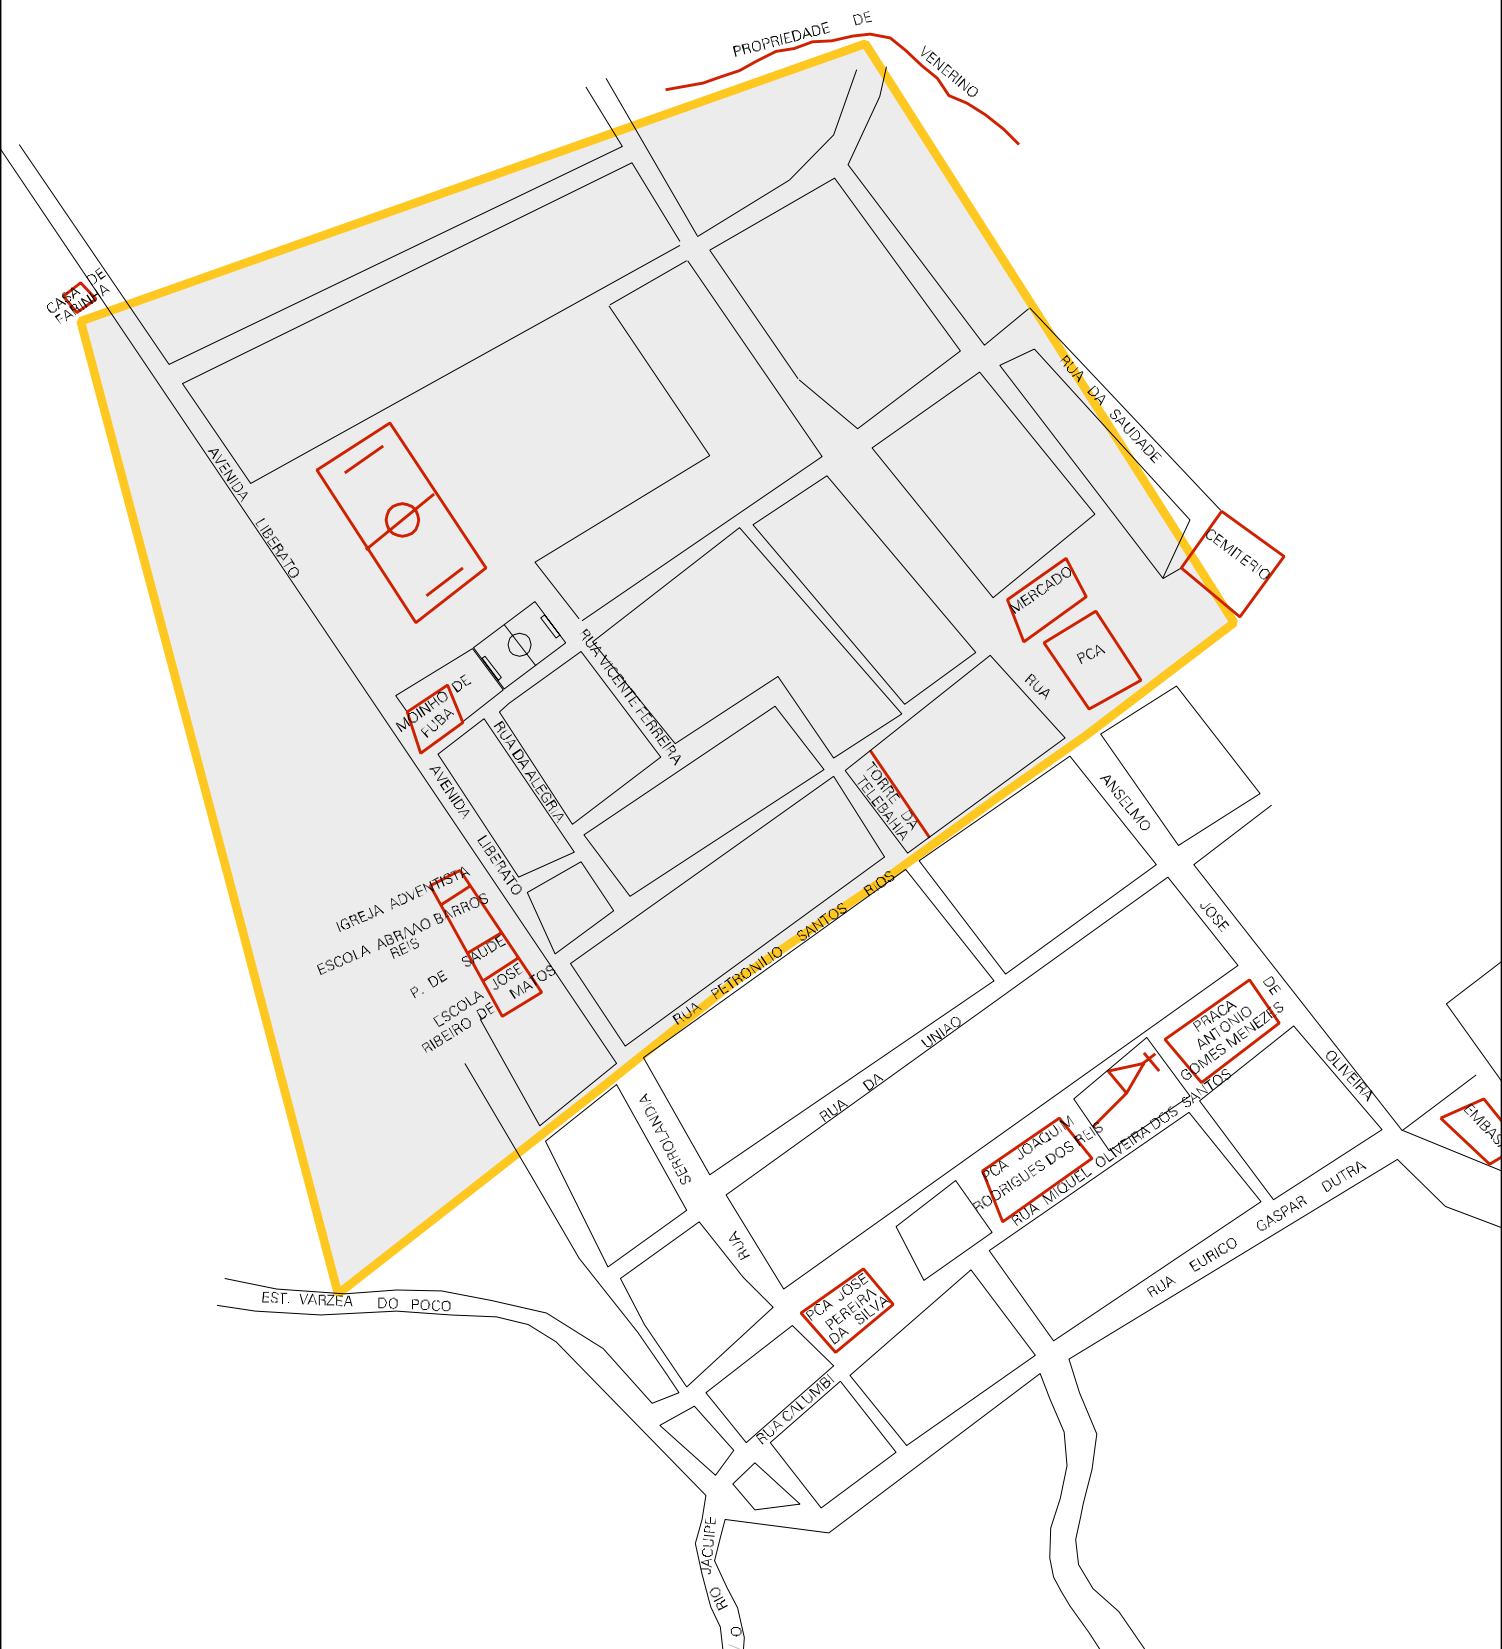 PROPRIEDADE DE
VENERINO
CASA DE
FARINHA
RUA DA SAUDADE
AVENIDA LIBERATO
CEMITERIO
MERCADO
PCA
RUA VICENTE FERREIRA
MOINHO DE
FUBA
RUA DA ALEGRIA
RUA ANSELMO JOSE DE OLIVEIRA
TORRE DA
TELEBAHIA
AVENIDA LIBERATO
IGREJA ADVENTISTA
ESCOLA ABRAAO BARROS
REIS
P. DE SAUDE
ESCOLA JOSE MATOS
RIBEIRO DE
RUA PETRONILIO SANTOS RIOS
RUA DA UNIAO
PRACA
ANTONIO
GOMES MENEZES
RUA SERROLANDIA
PCA JOAQUIM
RODRIGUES DOS REIS
RUA MIQUEL OLIVEIRA DOS SANTOS
EMBASA
RUA EURICO GASPAR DUTRA
EST. VARZEA DO POCO
PCA JOSE
PEREIRA
DA SILVA
RUA CALUMBI
O RIO JACUIPE